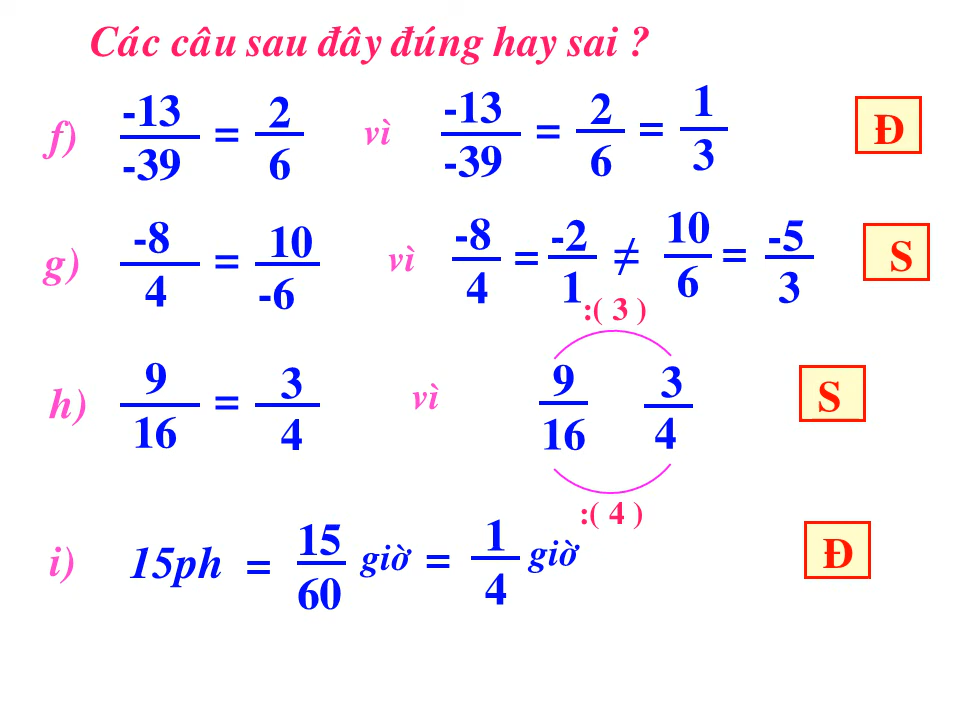 Các câu sau đây đúng hay sai ?
f) -13/-39 = 2/6 vì -13/-39 = 2/6 = 1/3 Đ
g) -8/4 = 10/-6 vì -8/4 = -2/1 ≠ 10/6 = -5/3 S
:( 3 )
h) 9/16 = 3/4 vì 9/16 3/4 S
:( 4 )
i) 15ph = 15/60 giờ = 1/4 giờ Đ